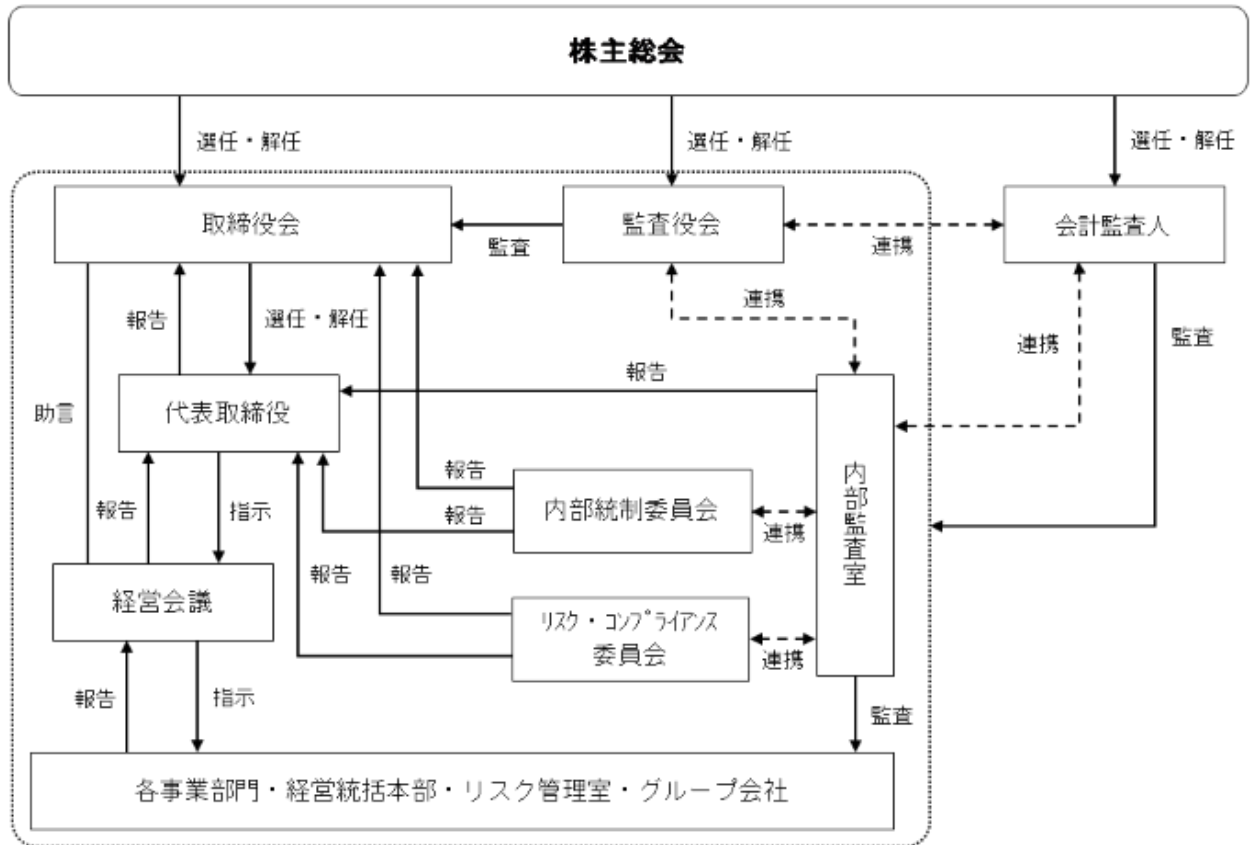 株主総会
選任・解任
選任・解任
選任・解任
取締役会
監査
監査役会
連携
会計監査人
報告
選任・解任
連携
連携
監査
助言
代表取締役
報告
内部監査室
報告
指示
報告
報告
内部統制委員会
連携
経営会議
報告
報告
リスク・コンプライアンス
委員会
連携
報告
指示
監査
各事業部門・経営統括本部・リスク管理室・グループ会社